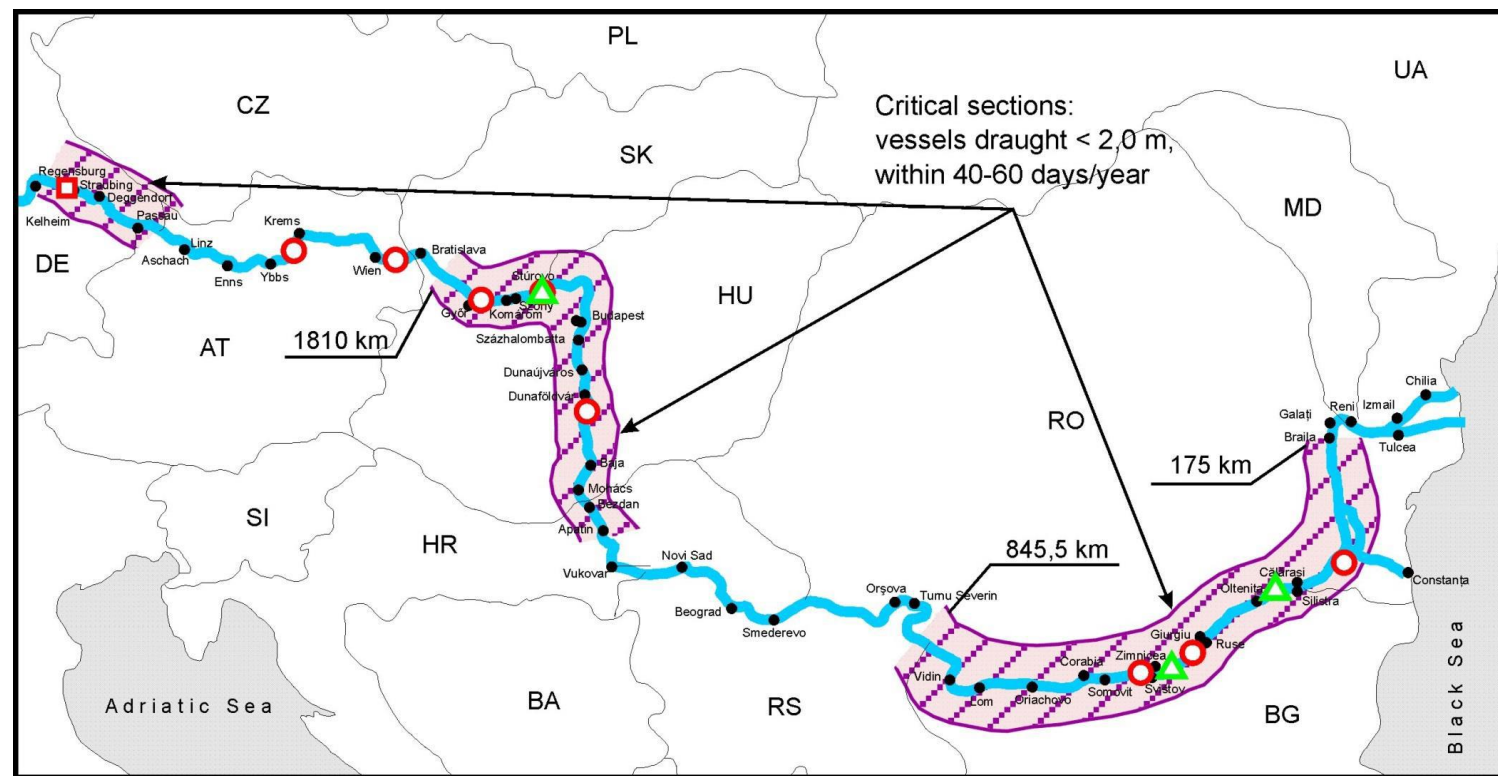 PL
UA
CZ
Critical sections:
vessels draught < 2,0 m,
within 40-60 days/year
SK
MD
Regensburg
Straubing
Deggendorf
Kelheim
Passau
DE
Linz
Aschach
Enns
Ybbs
Krems
Wien
Bratislava
Stúrovo
HU
Győr
Komárom
Szőny
Budapest
1810 km
AT
Százhalombatta
Dunaújváros
Dunaföldvár
Chilia
Izmail
Reni
Galați
Braila
Tulcea
RO
175 km
Baja
Mohács
Bezdan
Apatin
SI
HR
Vukovar
Novi Sad
845,5 km
Beograd
Smederevo
Orșova
Turnu Severin
Constanța
Călărași
Oltenița
Silistra
Giurgiu
Ruse
Zimnicea
Svistov
Corabia
Somovit
Vidin
Lom
Oriachovo
Adriatic Sea
BA
RS
BG
Black Sea